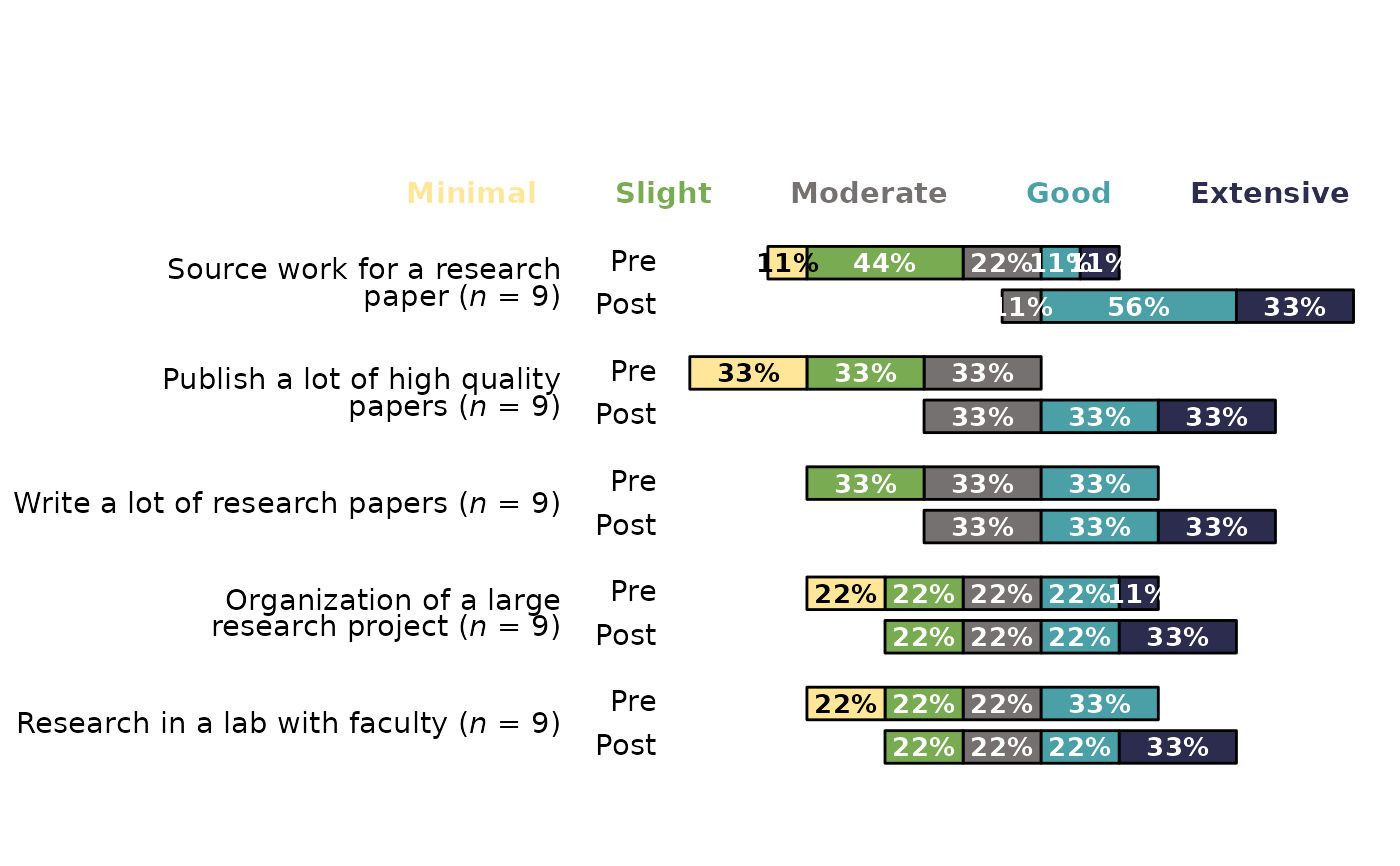 Minimal Slight Moderate Good Extensive
Source work for a research
paper (n = 9)
Pre 11% 44% 22% 11% 11%
Post 11% 56% 33%
Publish a lot of high quality
papers (n = 9)
Pre 33% 33% 33%
Post 33% 33% 33%
Write a lot of research papers (n = 9)
Pre 33% 33% 33%
Post 33% 33% 33%
Organization of a large
research project (n = 9)
Pre 22% 22% 22% 22% 11%
Post 22% 22% 22% 33%
Research in a lab with faculty (n = 9)
Pre 22% 22% 22% 33%
Post 22% 22% 22% 33%